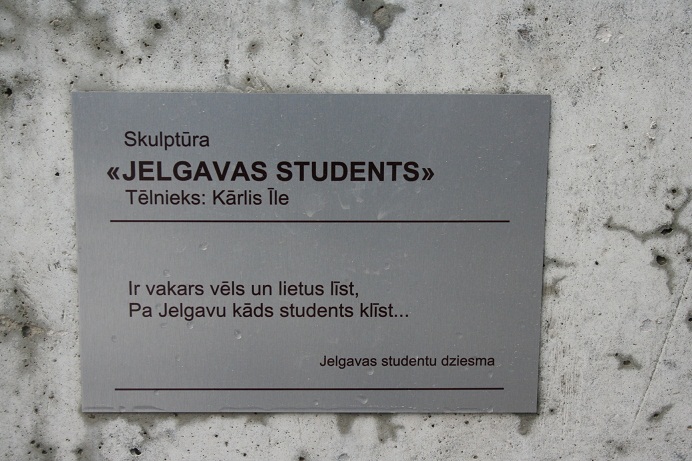 Skulptūra
«JELGAVAS STUDENTS»
Tēlnieks: Kārlis Īle
Ir vakars vēls un lietus līst,
Pa Jelgavu kāds students klīst...
Jelgavas studentu dziesma